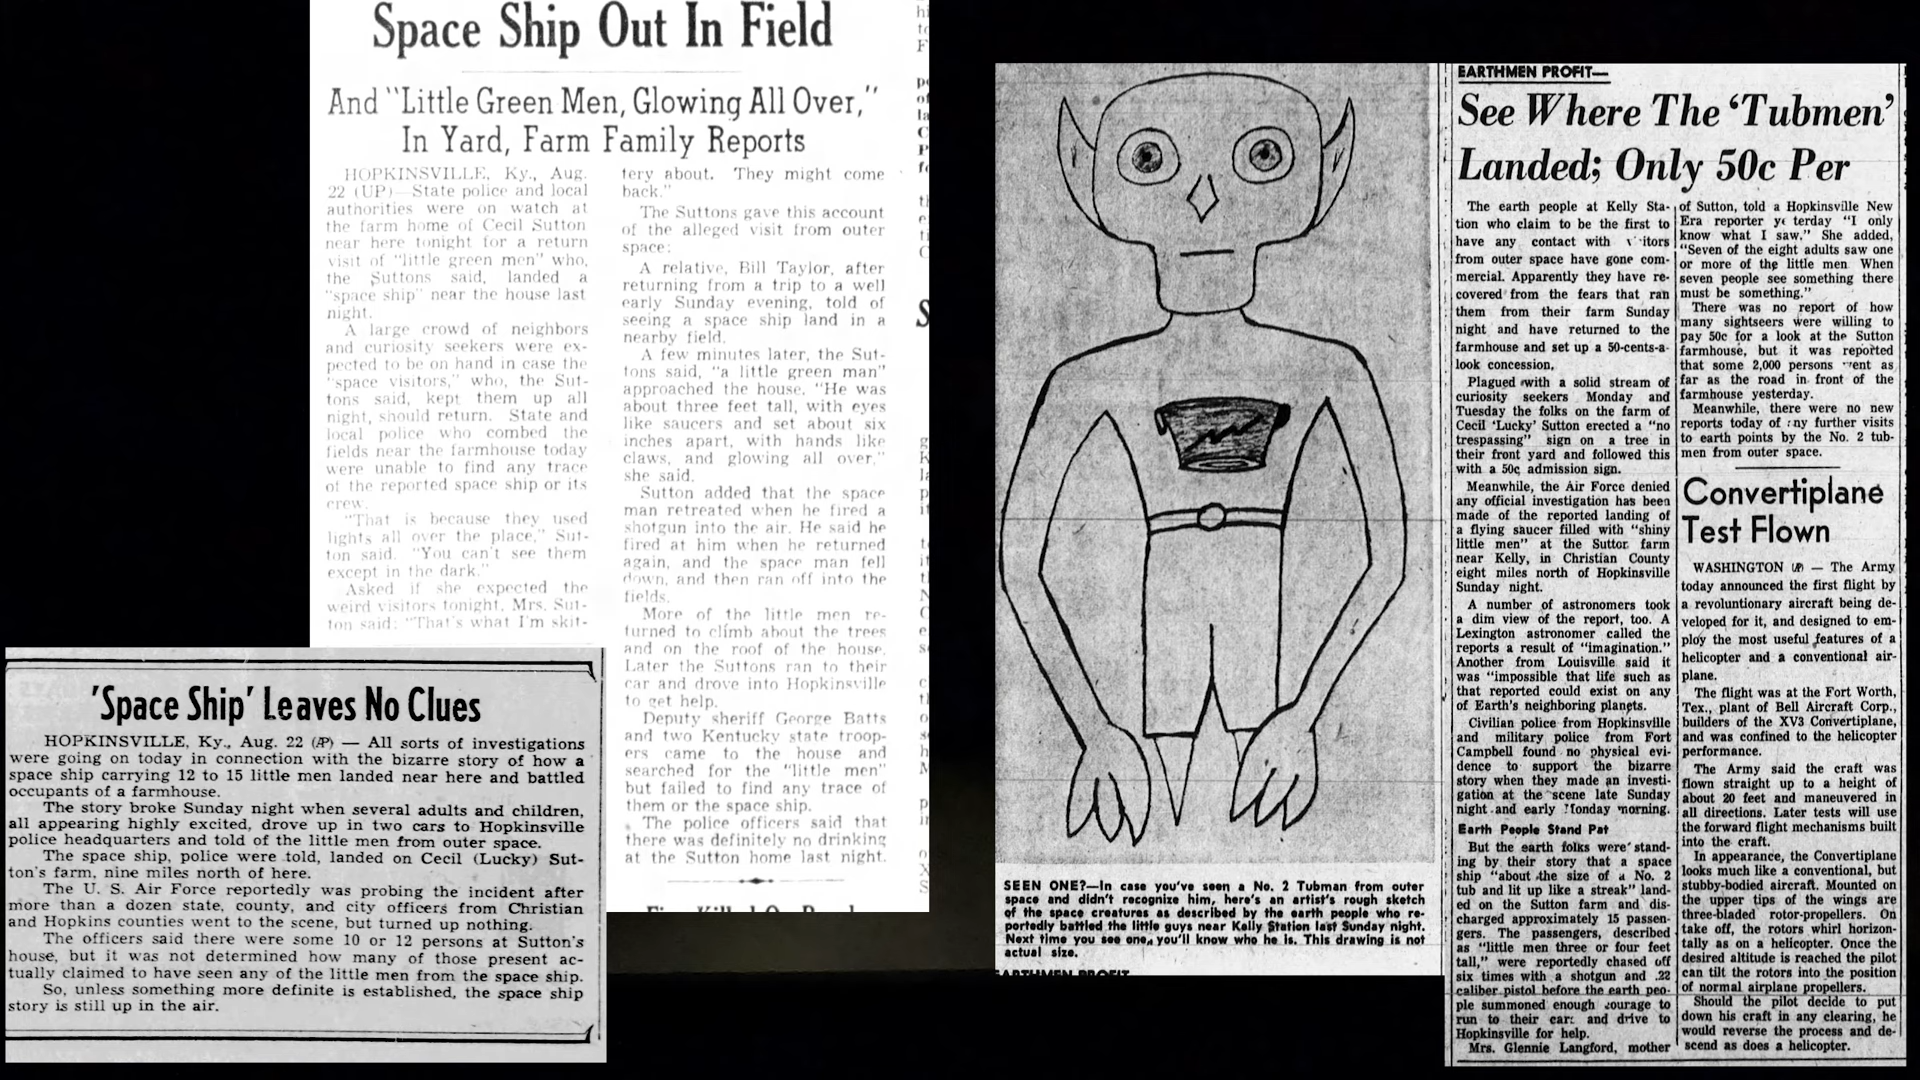 Space Ship Out In Field
And "Little Green Men, Glowing All Over,"
In Yard, Farm Family Reports
HOPKINSVILLE, Ky., Aug.
22 (UP) State police and local
authorities were on watch at
the farm home of Cecil Sutton
near here tonight for a return
visit of "little green men" who,
the Suttons said, landed a
"space ship" near the house last
night.
A large crowd of neighbors
and curiosity seekers were ex-
pected to be on hand in case the
"space visitors," who, the Sut-
tons said, kept them up all
night, should return. State and
local police who combed the
fields near the farmhouse today
were unable to find any trace
of the reported space ship or its
crew.
"That is because they used
lights all over the place," Sut-
ton said. "You can't see them
except in the dark."
Asked if she expected the
weird visitors tonight, Mrs. Sut-
ton said: "That's what I'm skit-
tery about. They might come
back."
The Suttons gave this account
of the alleged visit from outer
space:
A relative, Bill Taylor, after
returning from a trip to a well
early Sunday evening, told of
seeing a space ship land in a
nearby field.
A few minutes later, the Sut-
tons said, "a little green man"
approached the house. "He was
about three feet tall, with eyes
like saucers and set about six
inches apart, with hands like
claws, and glowing all over,"
she said.
Sutton added that the space
man retreated when he fired a
shotgun into the air. He said he
fired at him when he returned
again, and the space man fell
down, and then ran off into the
fields.
More of the little men re-
turned to climb about the trees
and on the roof of the house.
Later the Suttons ran to their
car and drove into Hopkinsville
to get help.
Deputy sheriff George Batts
and two Kentucky state troop-
ers came to the house and
searched for the "little men"
but failed to find any trace of
them or the space ship.
The police officers said that
there was definitely no drinking
at the Sutton home last night.
'Space Ship' Leaves No Clues
HOPKINSVILLE, Ky., Aug. 22 (AP) — All sorts of investigations
were going on today in connection with the bizarre story of how a
space ship carrying 12 to 15 little men landed near here and battled
occupants of a farmhouse.
The story broke Sunday night when several adults and children,
all appearing highly excited, drove up in two cars to Hopkinsville
police headquarters and told of the little men from outer space.
The space ship, police were told, landed on Cecil (Lucky) Sut-
ton's farm, nine miles north of here.
The U. S. Air Force reportedly was probing the incident after
more than a dozen state, county, and city officers from Christian
and Hopkins counties went to the scene, but turned up nothing.
The officers said there were some 10 or 12 persons at Sutton's
house, but it was not determined how many of those present ac-
tually claimed to have seen any of the little men from the space ship.
So, unless something more definite is established, the space ship
story is still up in the air.
SEEN ONE?—In case you've seen a No. 2 Tubman from outer
space and didn't recognize him, here's an artist's rough sketch
of the space creatures as described by the earth people who re-
portedly battled the little guys near Kelly Station last Sunday night.
Next time you see one, you'll know who he is. This drawing is not
actual size.
EARTHMEN PROFIT—
See Where The 'Tubmen'
Landed; Only 50c Per
The earth people at Kelly Sta-
tion who claim to be the first to
have any contact with visitors
from outer space have gone com-
mercial. Apparently they have re-
covered from the fears that ran
them from their farm Sunday
night and have returned to the
farmhouse and set up a 50-cents-a-
look concession.
Plagued with a solid stream of
curiosity seekers Monday and
Tuesday the folks on the farm of
Cecil 'Lucky' Sutton erected a "no
trespassing" sign on a tree in
their front yard and followed this
with a 50c admission sign.
Meanwhile, the Air Force denied
any official investigation has been
made of the reported landing of
a flying saucer filled with "shiny
little men" at the Sutton farm
near Kelly, in Christian County
eight miles north of Hopkinsville
Sunday night.
A number of astronomers took
a dim view of the report, too. A
Lexington astronomer called the
reports a result of "imagination."
Another from Louisville said it
was "impossible that life such as
that reported could exist on any
of Earth's neighboring planets.
Civilian police from Hopkinsville
and military police from Fort
Campbell found no physical evi-
dence to support the bizarre
story when they made an investi-
gation at the scene late Sunday
night and early Monday morning.
Earth People Stand Pat
But the earth folks were stand-
ing by their story that a space
ship "about the size of a No. 2
tub and lit up like a streak" land-
ed on the Sutton farm and dis-
charged approximately 15 passen-
gers. The passengers, described
as "little men three or four feet
tall," were reportedly chased off
six times with a shotgun and .22
caliber pistol before the earth peo-
ple summoned enough courage to
run to their cars and drive to
Hopkinsville for help.
Mrs. Glennie Langford, mother
of Sutton, told a Hopkinsville New
Era reporter yesterday "I only
know what I saw." She added,
"Seven of the eight adults saw one
or more of the little men. When
seven people see something there
must be something."
There was no report of how
many sightseers were willing to
pay 50c for a look at the Sutton
farmhouse, but it was reported
that some 2,000 persons went as
far as the road in front of the
farmhouse yesterday.
Meanwhile, there were no new
reports today of any further visits
to earth points by the No. 2 tub-
men from outer space.
Convertiplane
Test Flown
WASHINGTON (AP) — The Army
today announced the first flight by
a revoluntionary aircraft being de-
veloped for it, and designed to em-
ploy the most useful features of a
helicopter and a conventional air-
plane.
The flight was at the Fort Worth,
Tex., plant of Bell Aircraft Corp.,
builders of the XV3 Convertiplane,
and was confined to the helicopter
performance.
The Army said the craft was
flown straight up to a height of
about 20 feet and maneuvered in
all directions. Later tests will use
the forward flight mechanisms built
into the craft.
In appearance, the Convertiplane
looks much like a conventional, but
stubby-bodied aircraft. Mounted on
the upper tips of the wings are
three-bladed rotor-propellers. On
take off, the rotors whirl horizon-
tally as on a helicopter. Once the
desired altitude is reached the pilot
can tilt the rotors into the position
of normal airplane propellers.
Should the pilot decide to put
down his craft in any clearing, he
would reverse the process and de-
scend as does a helicopter.